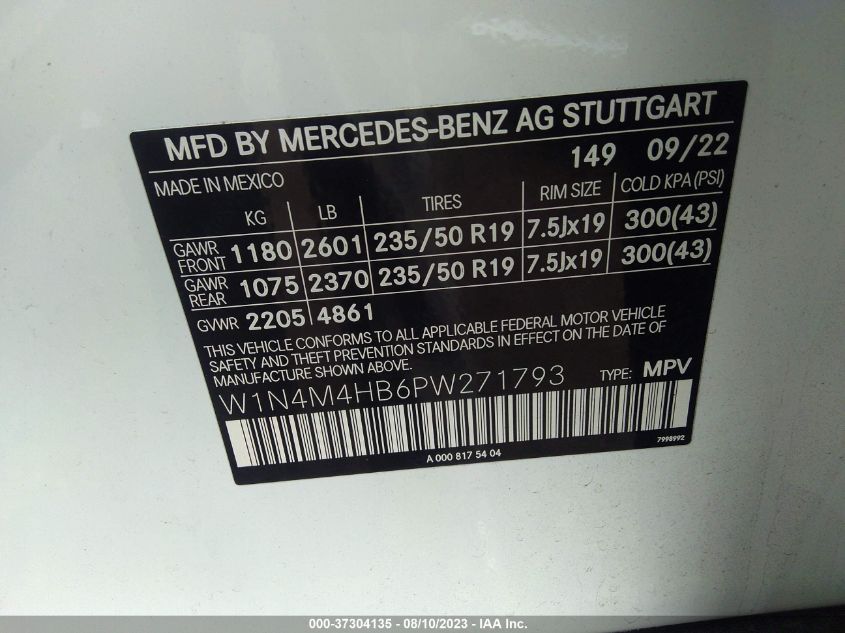 MFD BY MERCEDES-BENZ AG STUTTGART
149 09/22
MADE IN MEXICO
KG LB TIRES RIM SIZE COLD KPA (PSI)
GAWR FRONT 1180 2601 235/50 R19 7.5Jx19 300(43)
GAWR REAR 1075 2370 235/50 R19 7.5Jx19 300(43)
GVWR 2205 4861
THIS VEHICLE CONFORMS TO ALL APPLICABLE FEDERAL MOTOR VEHICLE
SAFETY AND THEFT PREVENTION STANDARDS IN EFFECT ON THE DATE OF
MANUFACTURE SHOWN ABOVE.
W1N4M4HB6PW271793 TYPE: MPV
7998992
A 000 817 54 04
000-37304135 - 08/10/2023 - IAA Inc.